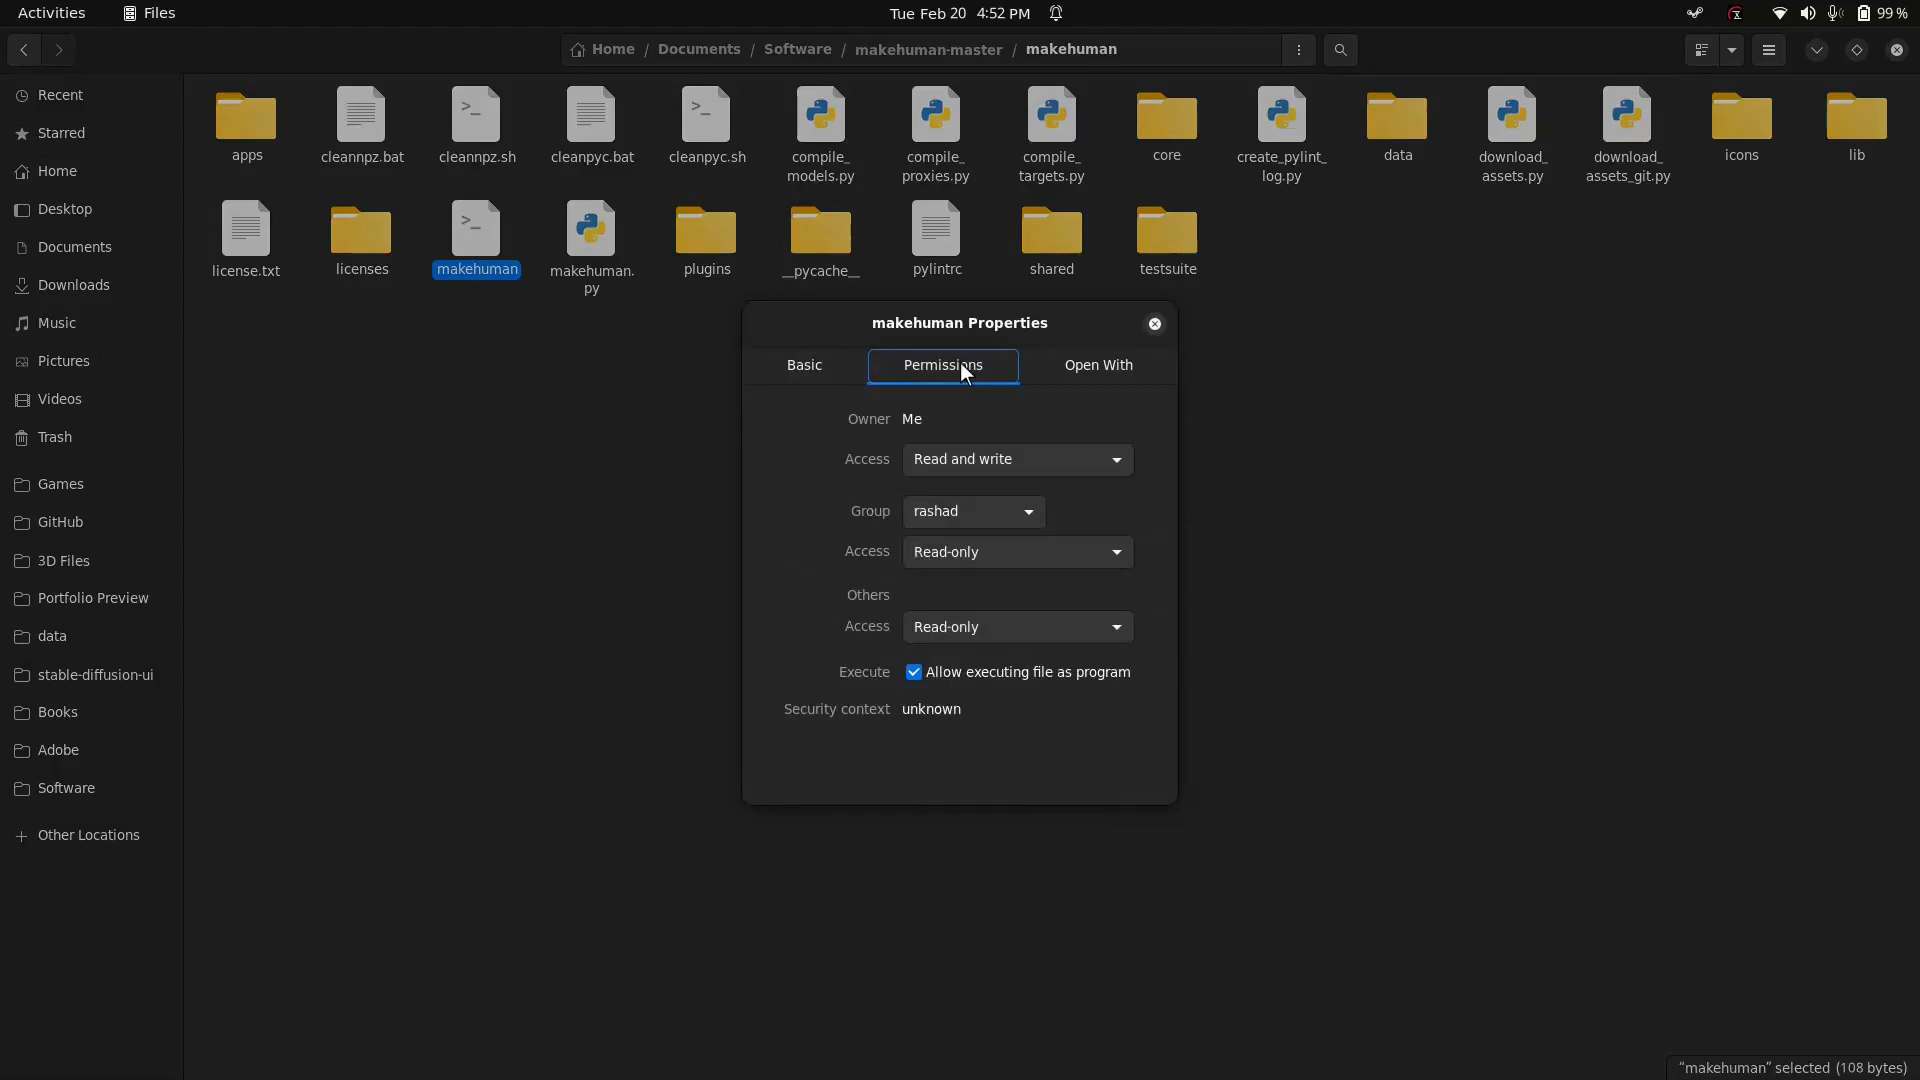 Activities Files Tue Feb 20 4:52 PM 99 %
Home / Documents / Software / makehuman-master / makehuman
Recent
Starred
Home
Desktop
Documents
Downloads
Music
Pictures
Videos
Trash
Games
GitHub
3D Files
Portfolio Preview
data
stable-diffusion-ui
Books
Adobe
Software
Other Locations
apps
cleannpz.bat
>_
cleannpz.sh
cleanpyc.bat
>_
cleanpyc.sh
compile_
models.py
compile_
proxies.py
compile_
targets.py
core
create_pylint_
log.py
data
download_
assets.py
download_
assets_git.py
icons
lib
license.txt
licenses
>_
makehuman
makehuman.
py
plugins
__pycache__
pylintrc
shared
testsuite
makehuman Properties
Basic Permissions Open With
Owner Me
Access Read and write
Group rashad
Access Read-only
Others
Access Read-only
Execute Allow executing file as program
Security context unknown
“makehuman” selected (108 bytes)